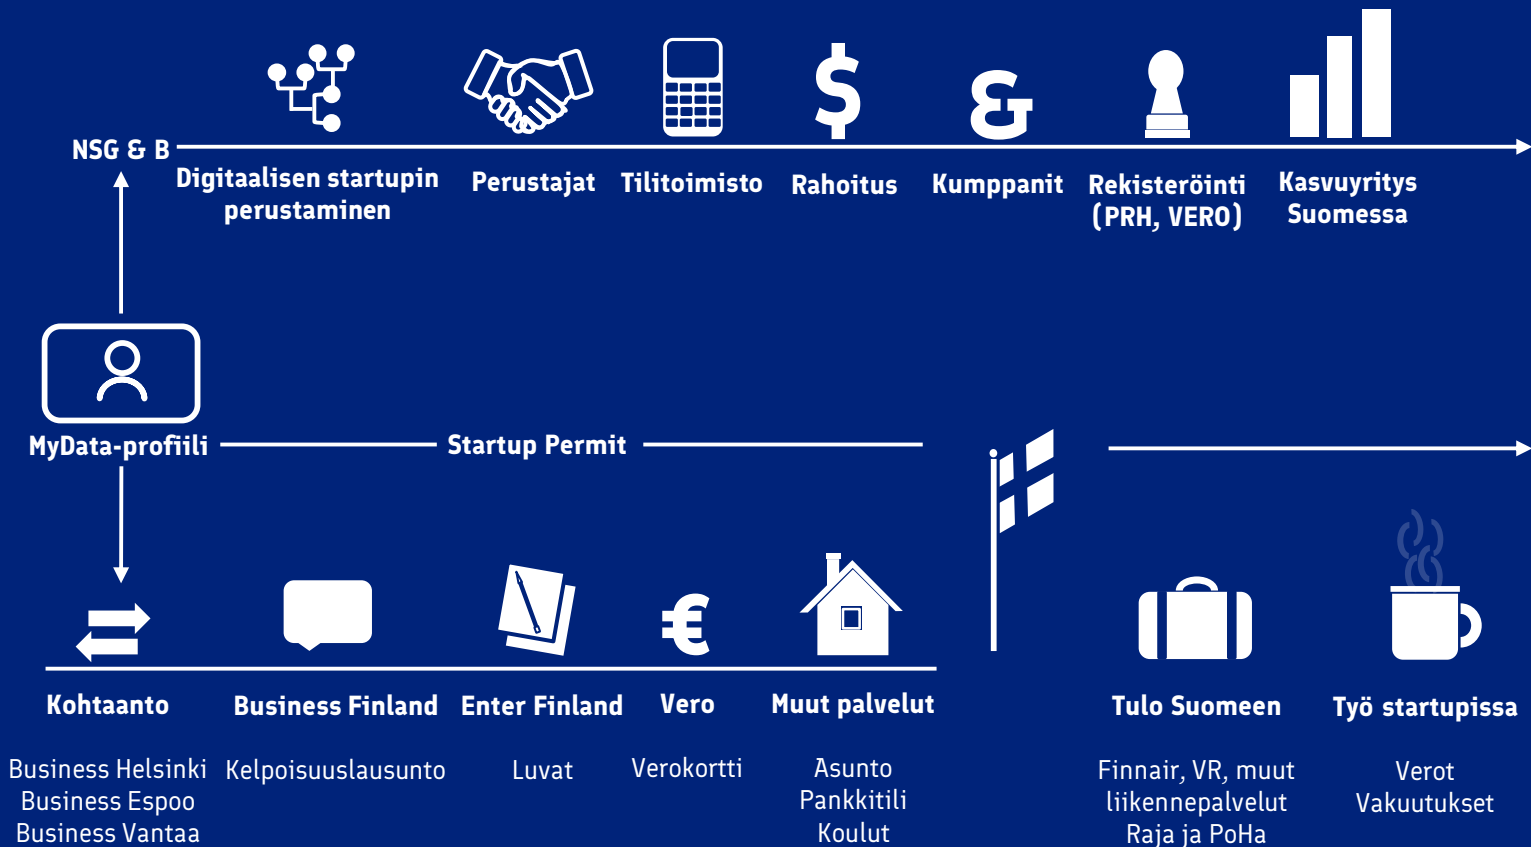 NSG & B
Digitaalisen startupin
perustaminen
Perustajat
Tilitoimisto
Rahoitus
Kumppanit
Rekisteröinti
(PRH, VERO)
Kasvuyritys
Suomessa
$
&
MyData-profiili
Startup Permit
€
Kohtaanto
Business Helsinki
Business Espoo
Business Vantaa
Business Finland
Kelpoisuuslausunto
Enter Finland
Luvat
Vero
Verokortti
Muut palvelut
Asunto
Pankkitili
Koulut
Tulo Suomeen
Finnair, VR, muut
liikennepalvelut
Raja ja PoHa
Työ startupissa
Verot
Vakuutukset